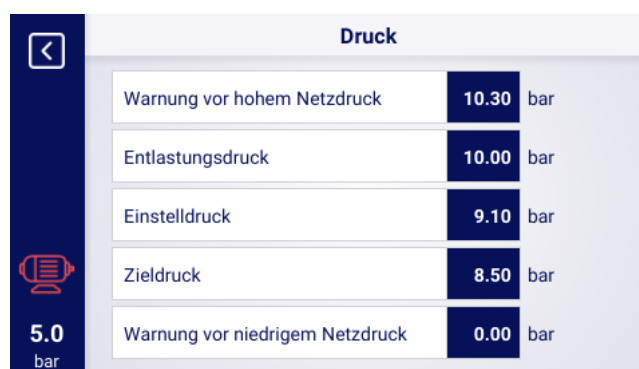 Druck
Warnung vor hohem Netzdruck 10.30 bar
Entlastungsdruck 10.00 bar
Einstelldruck 9.10 bar
Zieldruck 8.50 bar
Warnung vor niedrigem Netzdruck 0.00 bar
5.0
bar